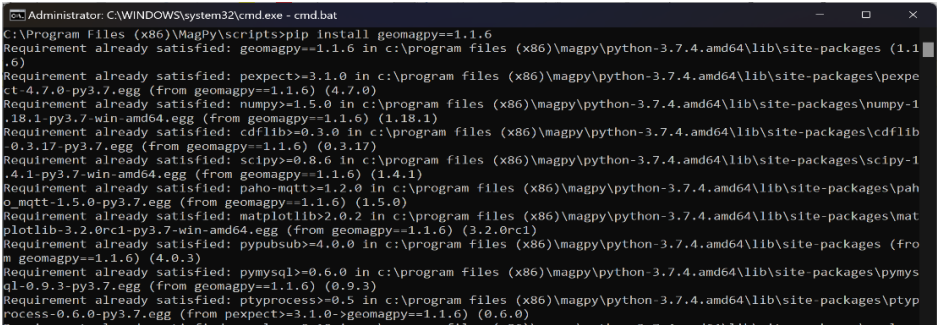 Administrator: C:\WINDOWS\system32\cmd.exe - cmd.bat
C:\Program Files (x86)\MagPy\scripts>pip install geomagpy==1.1.6
Requirement already satisfied: geomagpy==1.1.6 in c:\program files (x86)\magpy\python-3.7.4.amd64\lib\site-packages (1.1
.6)
Requirement already satisfied: pexpect>=3.1.0 in c:\program files (x86)\magpy\python-3.7.4.amd64\lib\site-packages\pexpe
ct-4.7.0-py3.7.egg (from geomagpy==1.1.6) (4.7.0)
Requirement already satisfied: numpy>=1.5.0 in c:\program files (x86)\magpy\python-3.7.4.amd64\lib\site-packages\numpy-1
.18.1-py3.7-win-amd64.egg (from geomagpy==1.1.6) (1.18.1)
Requirement already satisfied: cdflib>=0.3.0 in c:\program files (x86)\magpy\python-3.7.4.amd64\lib\site-packages\cdflib
-0.3.17-py3.7.egg (from geomagpy==1.1.6) (0.3.17)
Requirement already satisfied: scipy>=0.8.6 in c:\program files (x86)\magpy\python-3.7.4.amd64\lib\site-packages\scipy-1
.4.1-py3.7-win-amd64.egg (from geomagpy==1.1.6) (1.4.1)
Requirement already satisfied: paho-mqtt>=1.2.0 in c:\program files (x86)\magpy\python-3.7.4.amd64\lib\site-packages\pah
o_mqtt-1.5.0-py3.7.egg (from geomagpy==1.1.6) (1.5.0)
Requirement already satisfied: matplotlib>2.0.2 in c:\program files (x86)\magpy\python-3.7.4.amd64\lib\site-packages\mat
plotlib-3.2.0rc1-py3.7-win-amd64.egg (from geomagpy==1.1.6) (3.2.0rc1)
Requirement already satisfied: pypubsub>=4.0.0 in c:\program files (x86)\magpy\python-3.7.4.amd64\lib\site-packages (fro
m geomagpy==1.1.6) (4.0.3)
Requirement already satisfied: pymysql>=0.6.0 in c:\program files (x86)\magpy\python-3.7.4.amd64\lib\site-packages\pymys
ql-0.9.3-py3.7.egg (from geomagpy==1.1.6) (0.9.3)
Requirement already satisfied: ptyprocess>=0.5 in c:\program files (x86)\magpy\python-3.7.4.amd64\lib\site-packages\ptyp
rocess-0.6.0-py3.7.egg (from pexpect>=3.1.0->geomagpy==1.1.6) (0.6.0)